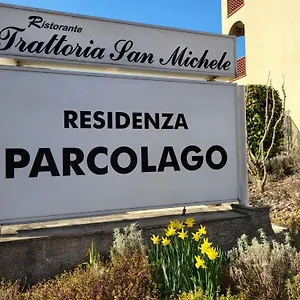 Ristorante
Trattoria San Michele
RESIDENZA
PARCOLAGO